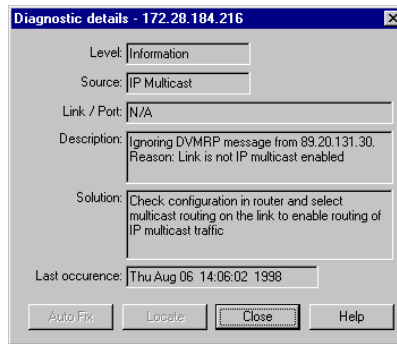 Diagnostic details - 172.28.184.216
Level: Information
Source: IP Multicast
Link / Port: N/A
Description: Ignoring DVMRP message from 89.20.131.30.
Reason: Link is not IP multicast enabled
Solution: Check configuration in router and select
multicast routing on the link to enable routing of
IP multicast traffic
Last occurence: Thu Aug 06 14:06:02 1998
Auto Fix Locate Close Help